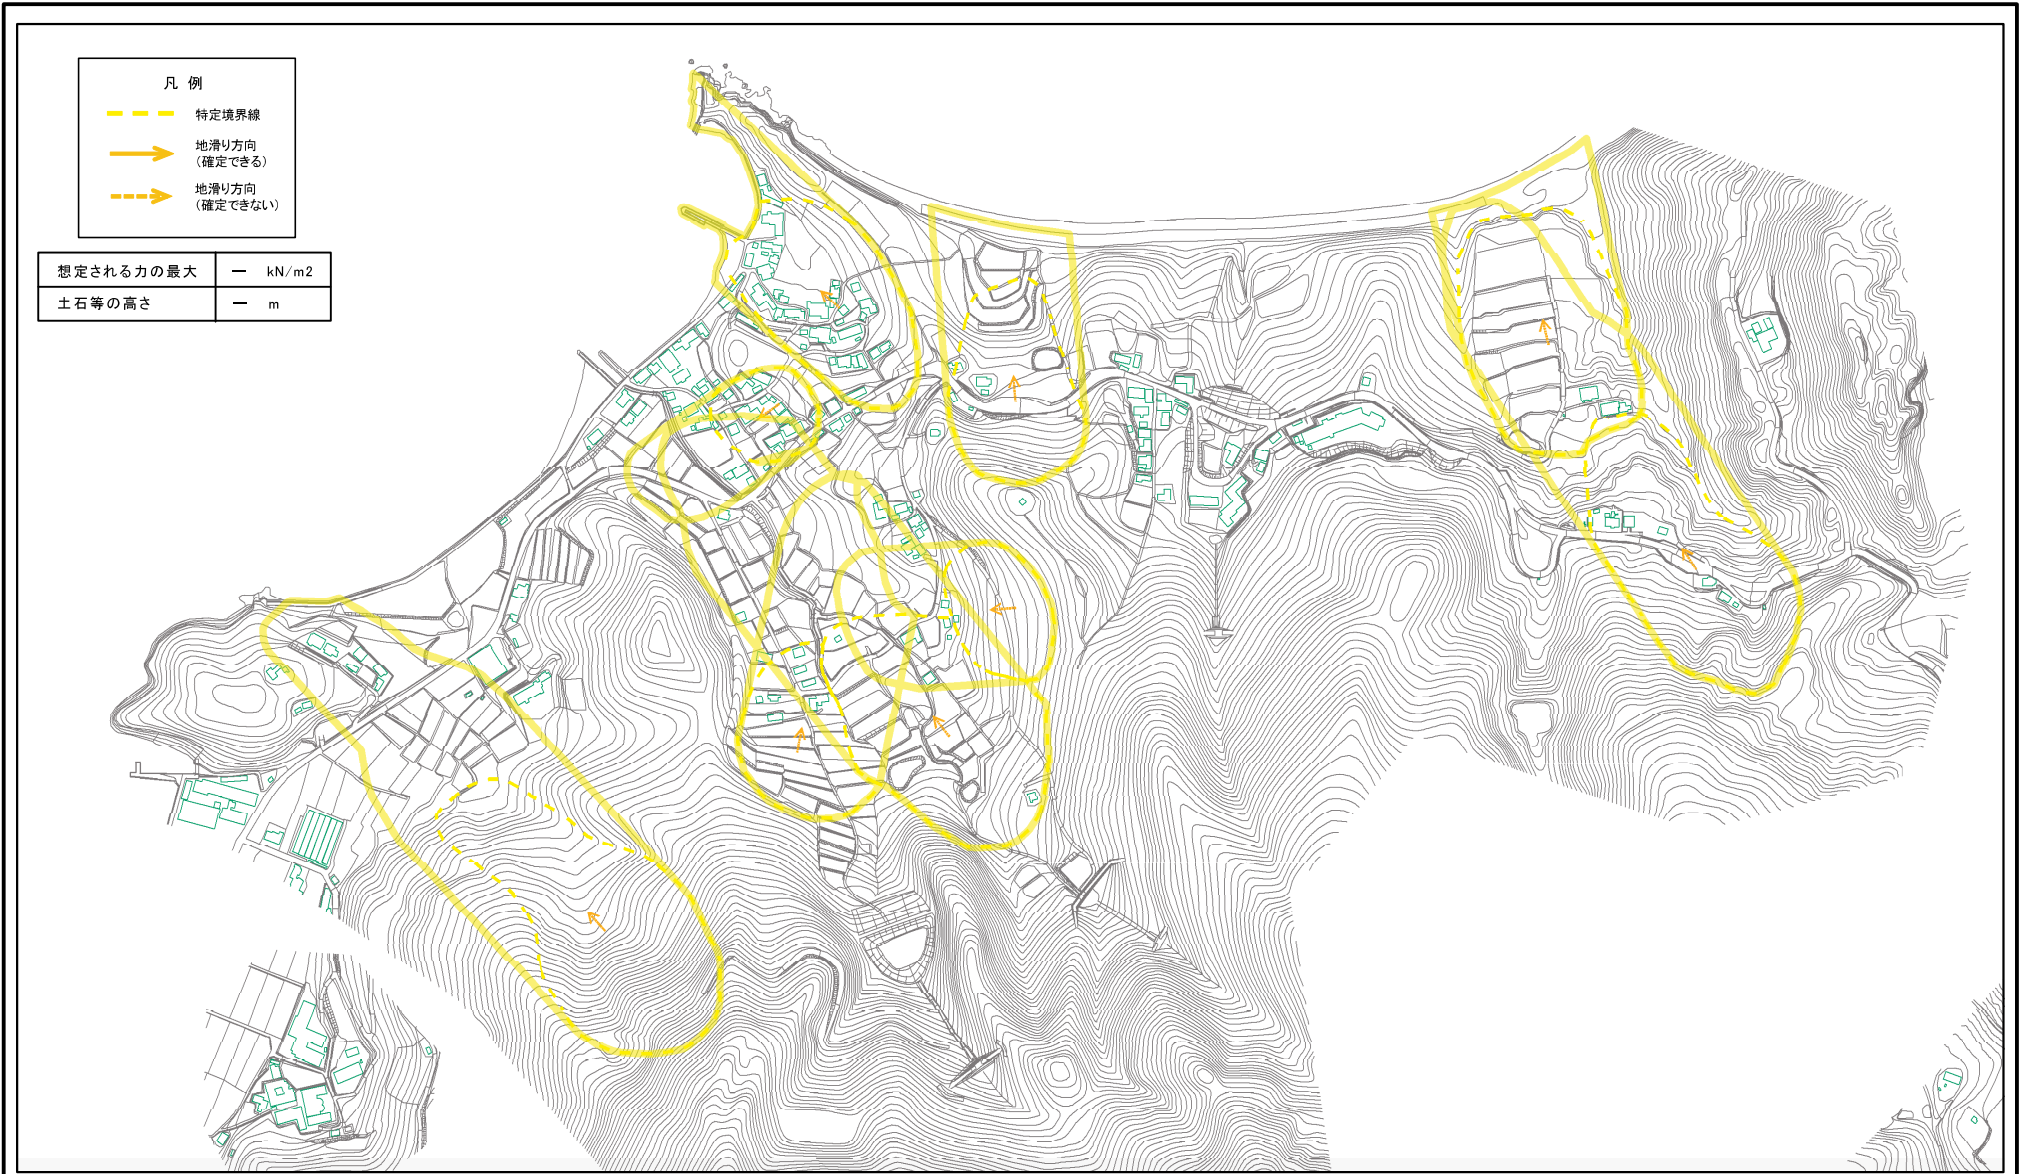 凡 例
特定境界線
地滑り方向
(確定できる)
地滑り方向
(確定できない)
想定される力の最大 ー kN/m2
土石等の高さ ー m